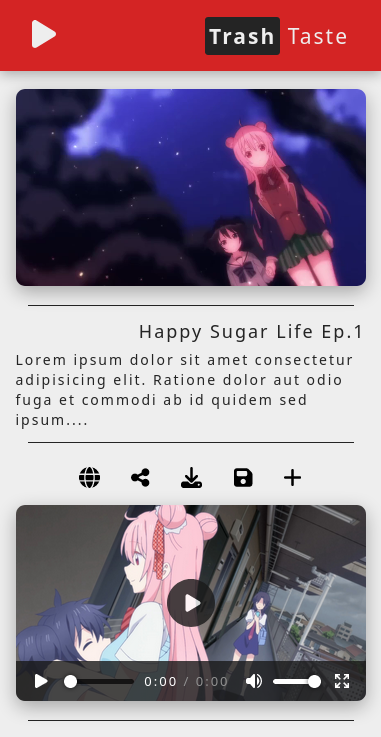 Trash Taste
Happy Sugar Life Ep.1
Lorem ipsum dolor sit amet consectetur
adipisicing elit. Ratione dolor aut odio
fuga et commodi ab id quidem sed
ipsum....
0:00 / 0:00